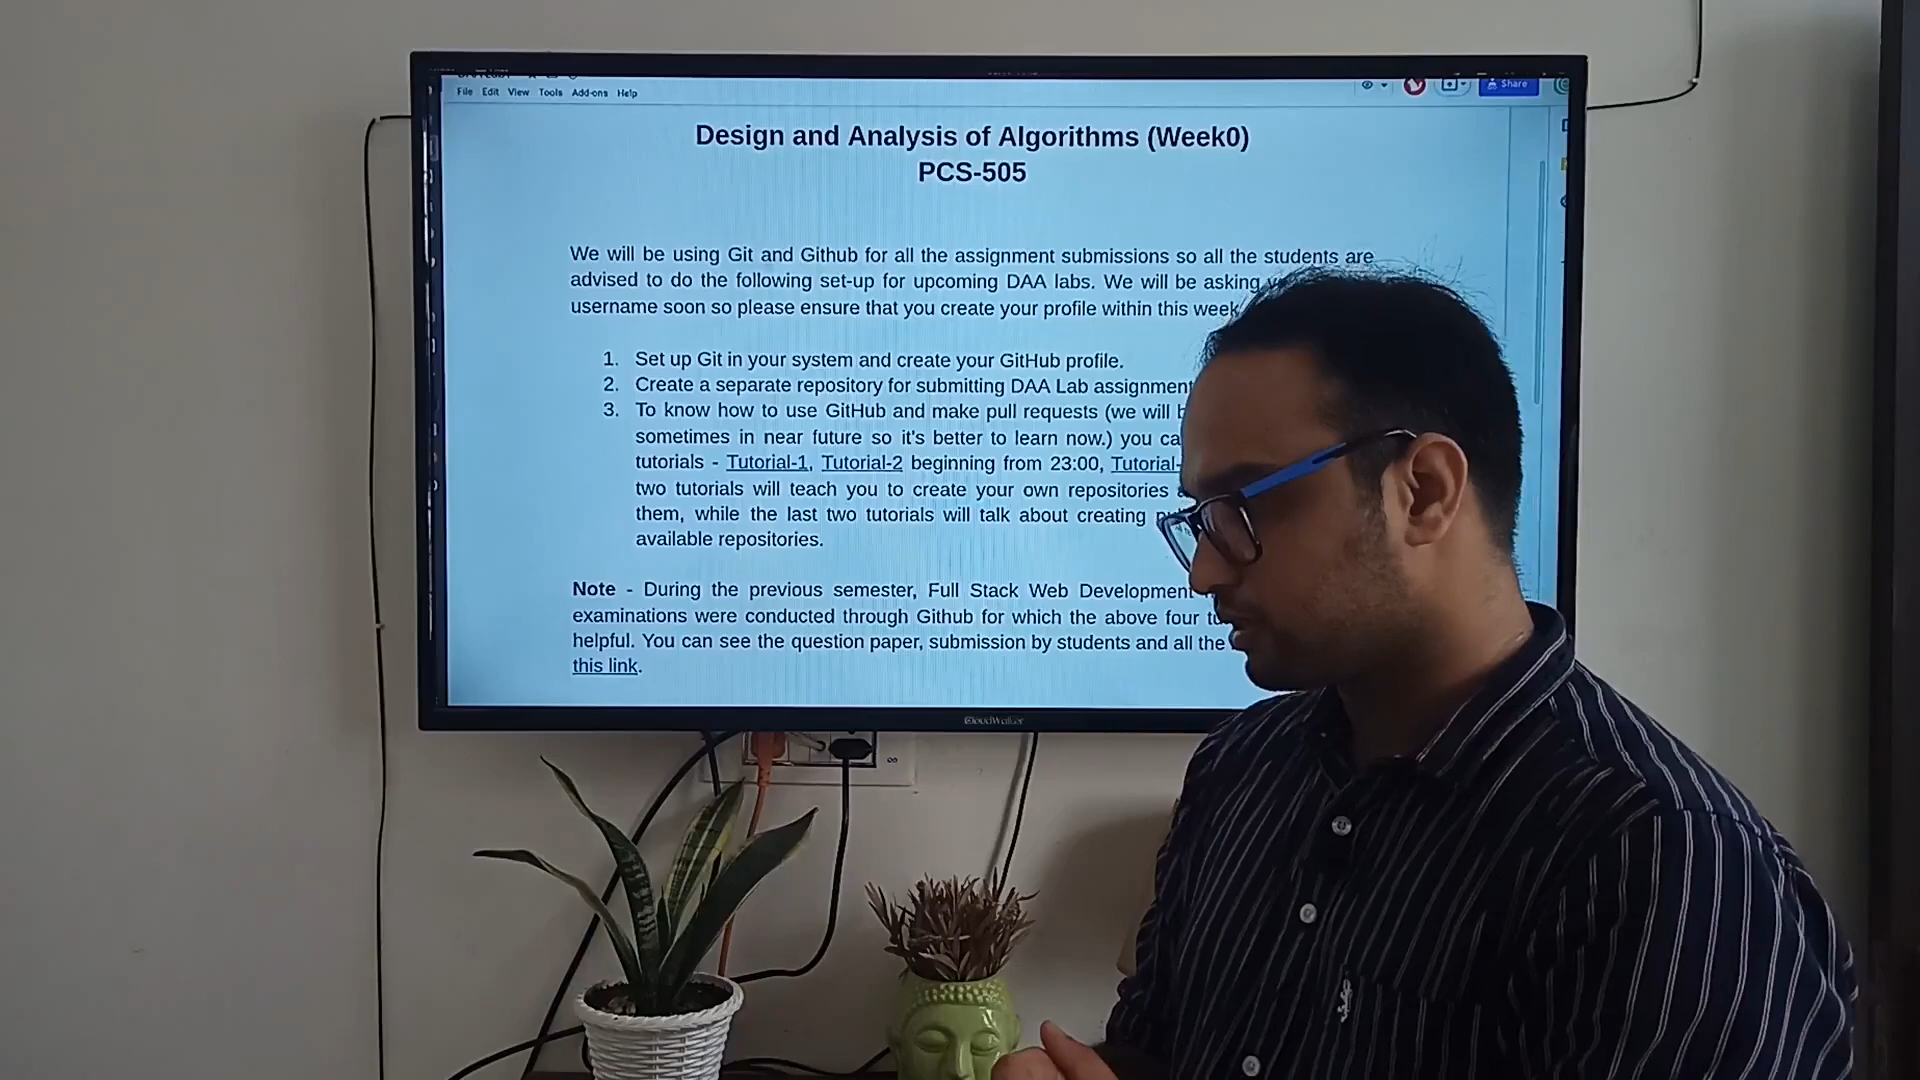 File Edit View Tools Add-ons Help
Share
Design and Analysis of Algorithms (Week0)
PCS-505
We will be using Git and Github for all the assignment submissions so all the students are
advised to do the following set-up for upcoming DAA labs. We will be asking
username soon so please ensure that you create your profile within this week
1. Set up Git in your system and create your GitHub profile.
2. Create a separate repository for submitting DAA Lab assignment
3. To know how to use GitHub and make pull requests (we will
sometimes in near future so it's better to learn now.) you
tutorials - Tutorial-1, Tutorial-2 beginning from 23:00, Tutorial-
two tutorials will teach you to create your own repositories
them, while the last two tutorials will talk about creating
available repositories.
Note - During the previous semester, Full Stack Web Development
examinations were conducted through Github for which the above four
helpful. You can see the question paper, submission by students and all the
this link.
CloudWalker